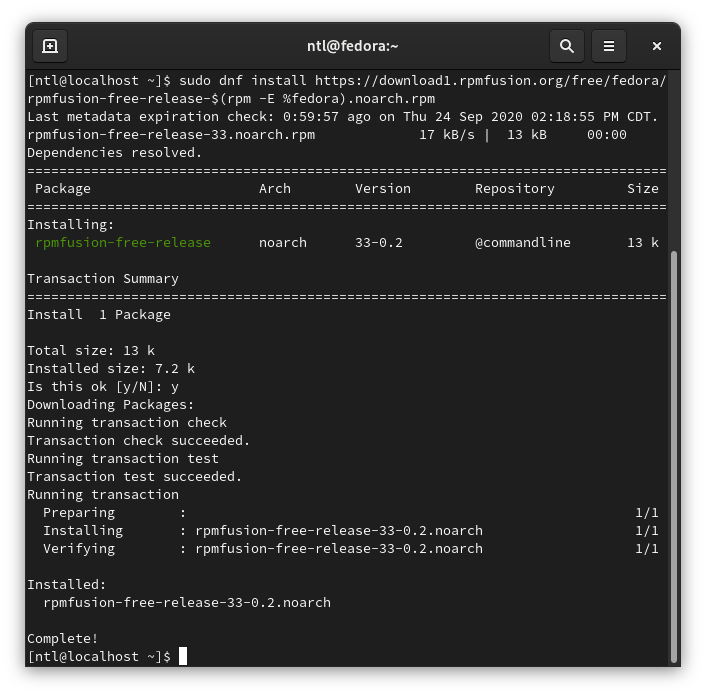 ntl@fedora:~
[ntl@localhost ~]$ sudo dnf install https://download1.rpmfusion.org/free/fedora/
rpmfusion-free-release-$(rpm -E %fedora).noarch.rpm
Last metadata expiration check: 0:59:57 ago on Thu 24 Sep 2020 02:18:55 PM CDT.
rpmfusion-free-release-33.noarch.rpm             17 kB/s |  13 kB     00:00
Dependencies resolved.
================================================================================
 Package                     Arch        Version        Repository         Size
================================================================================
Installing:
 rpmfusion-free-release      noarch      33-0.2         @commandline       13 k

Transaction Summary
================================================================================
Install  1 Package

Total size: 13 k
Installed size: 7.2 k
Is this ok [y/N]: y
Downloading Packages:
Running transaction check
Transaction check succeeded.
Running transaction test
Transaction test succeeded.
Running transaction
  Preparing        :                                                        1/1
  Installing       : rpmfusion-free-release-33-0.2.noarch                   1/1
  Verifying        : rpmfusion-free-release-33-0.2.noarch                   1/1

Installed:
  rpmfusion-free-release-33-0.2.noarch

Complete!
[ntl@localhost ~]$